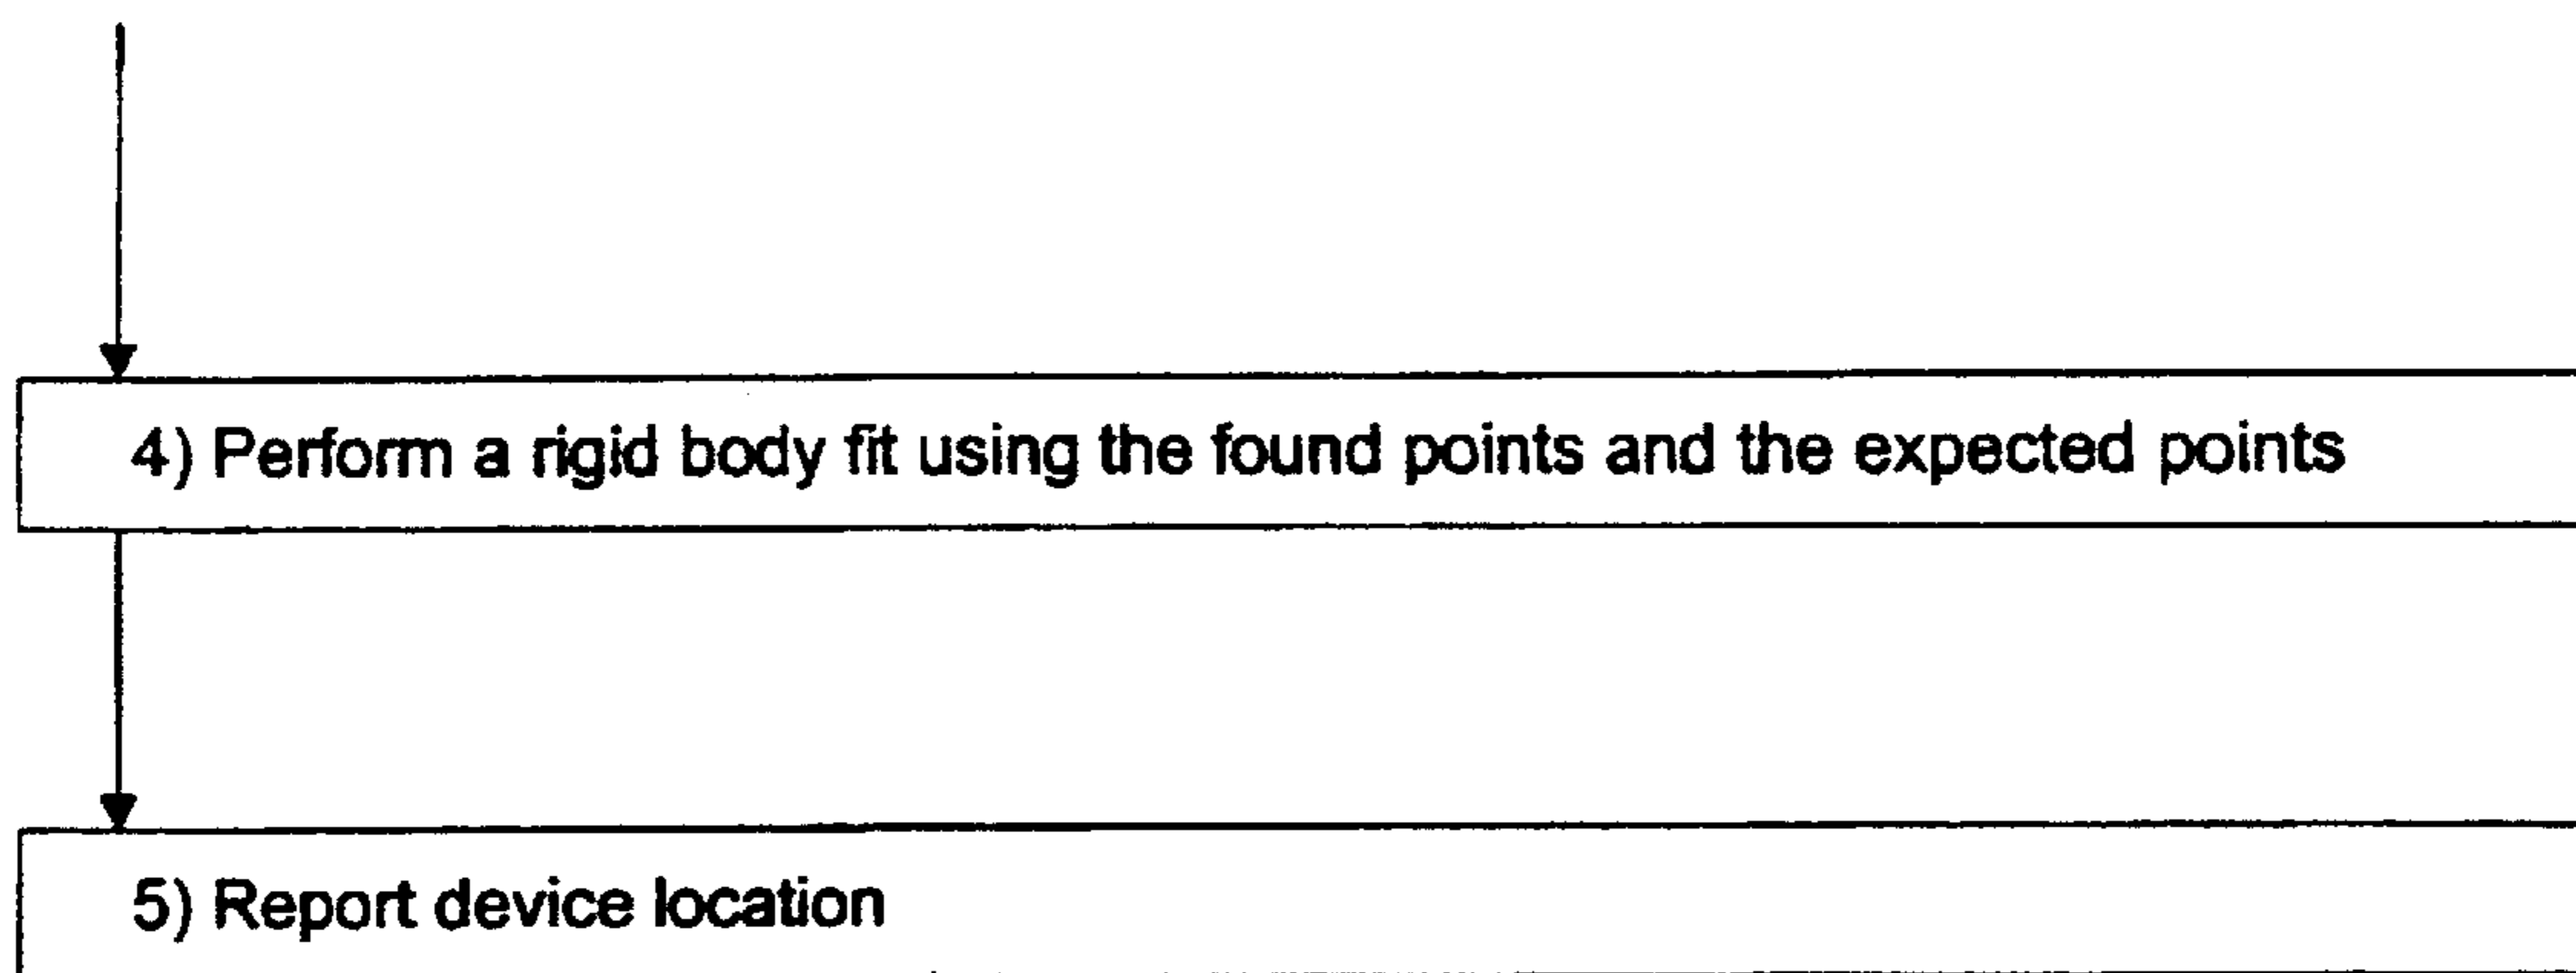 4) Perform a rigid body fit using the found points and the expected points
5) Report device location